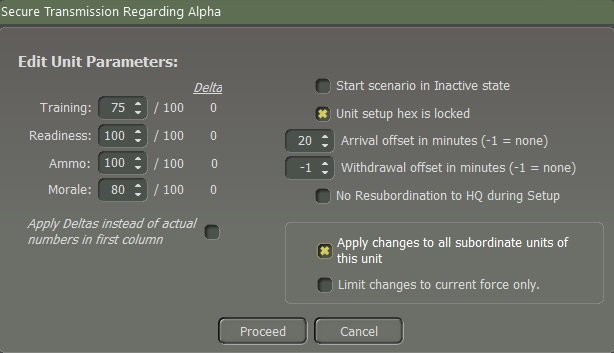 Secure Transmission Regarding Alpha
Edit Unit Parameters:
Delta
Training: 75 / 100 0
Readiness: 100 / 100 0
Ammo: 100 / 100 0
Morale: 80 / 100 0
Apply Deltas instead of actual
numbers in first column
Start scenario in Inactive state
Unit setup hex is locked
20 Arrival offset in minutes (-1 = none)
-1 Withdrawal offset in minutes (-1 = none)
No Resubordination to HQ during Setup
Apply changes to all subordinate units of
this unit
Limit changes to current force only.
Proceed
Cancel